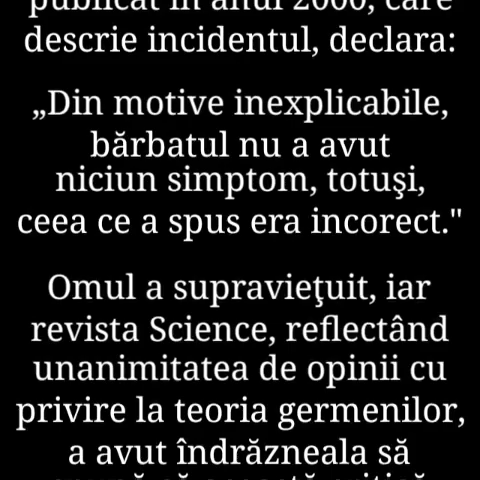 publicat în anul 2000, care
descrie incidentul, declara:
„Din motive inexplicabile,
bărbatul nu a avut
niciun simptom, totuşi,
ceea ce a spus era incorect."
Omul a supravieţuit, iar
revista Science, reflectând
unanimitatea de opinii cu
privire la teoria germenilor,
a avut îndrăzneala să